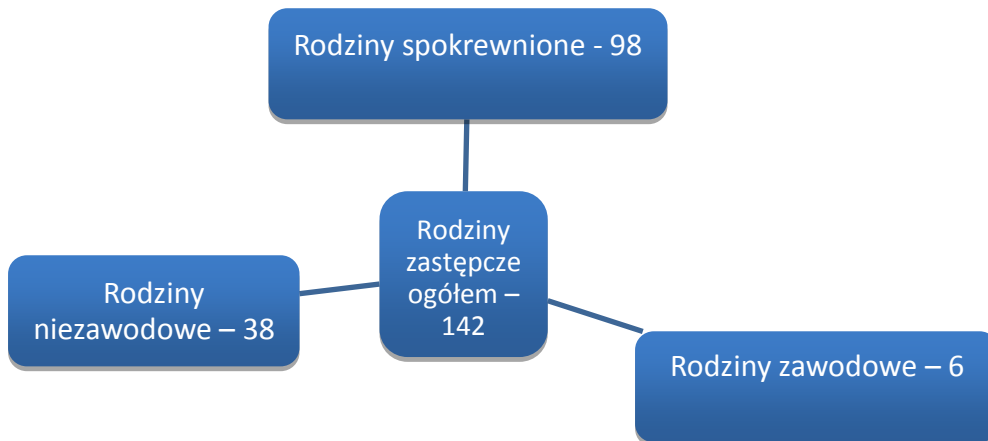 Rodziny spokrewnione - 98
Rodziny
zastępcze
ogółem –
142
Rodziny
niezawodowe – 38
Rodziny zawodowe – 6